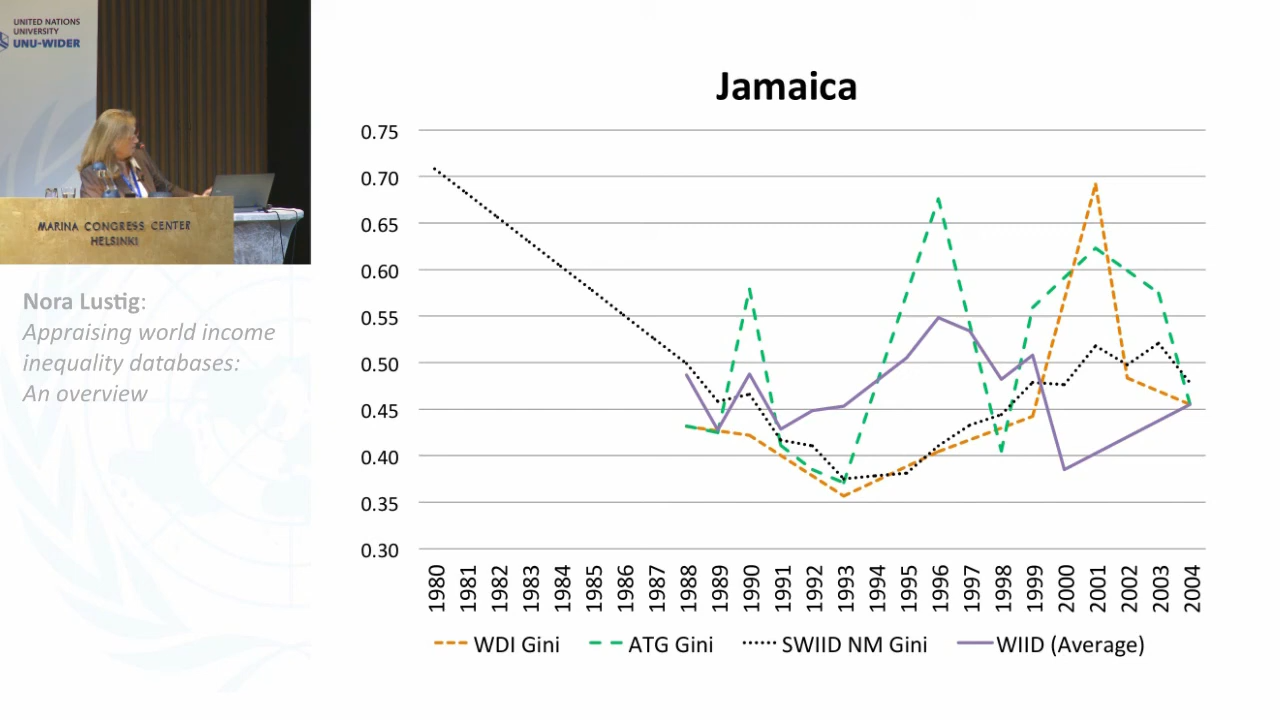 UNITED NATIONS
UNIVERSITY
UNU-WIDER
MARINA CONGRESS CENTER
HELSINKI
Nora Lustig:
Appraising world income
inequality databases:
An overview
Jamaica
0.75
0.70
0.65
0.60
0.55
0.50
0.45
0.40
0.35
0.30
1980
1981
1982
1983
1984
1985
1986
1987
1988
1989
1990
1991
1992
1993
1994
1995
1996
1997
1998
1999
2000
2001
2002
2003
2004
WDI Gini
ATG Gini
SWIID NM Gini
WIID (Average)